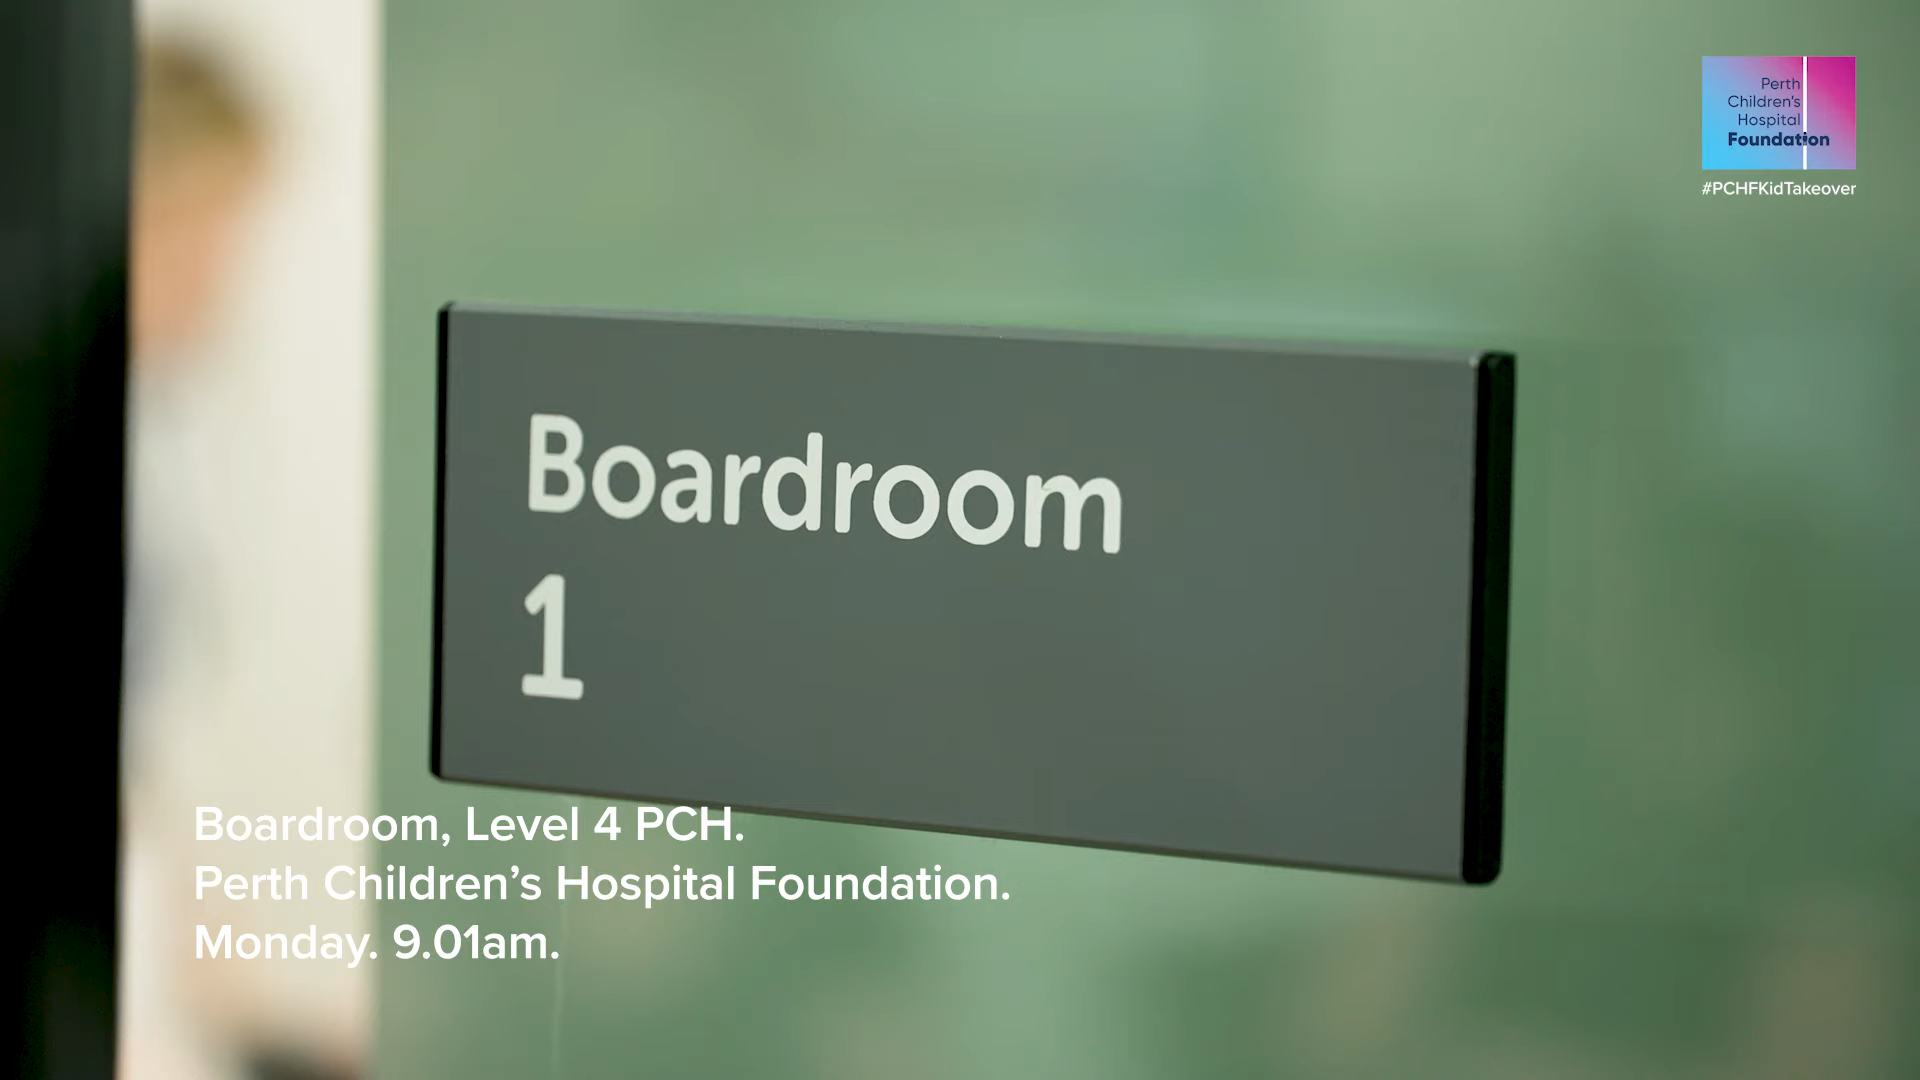 Perth
Children's
Hospital
Foundation
#PCHFKidTakeover
Boardroom
1
Boardroom, Level 4 PCH.
Perth Children’s Hospital Foundation.
Monday. 9.01am.